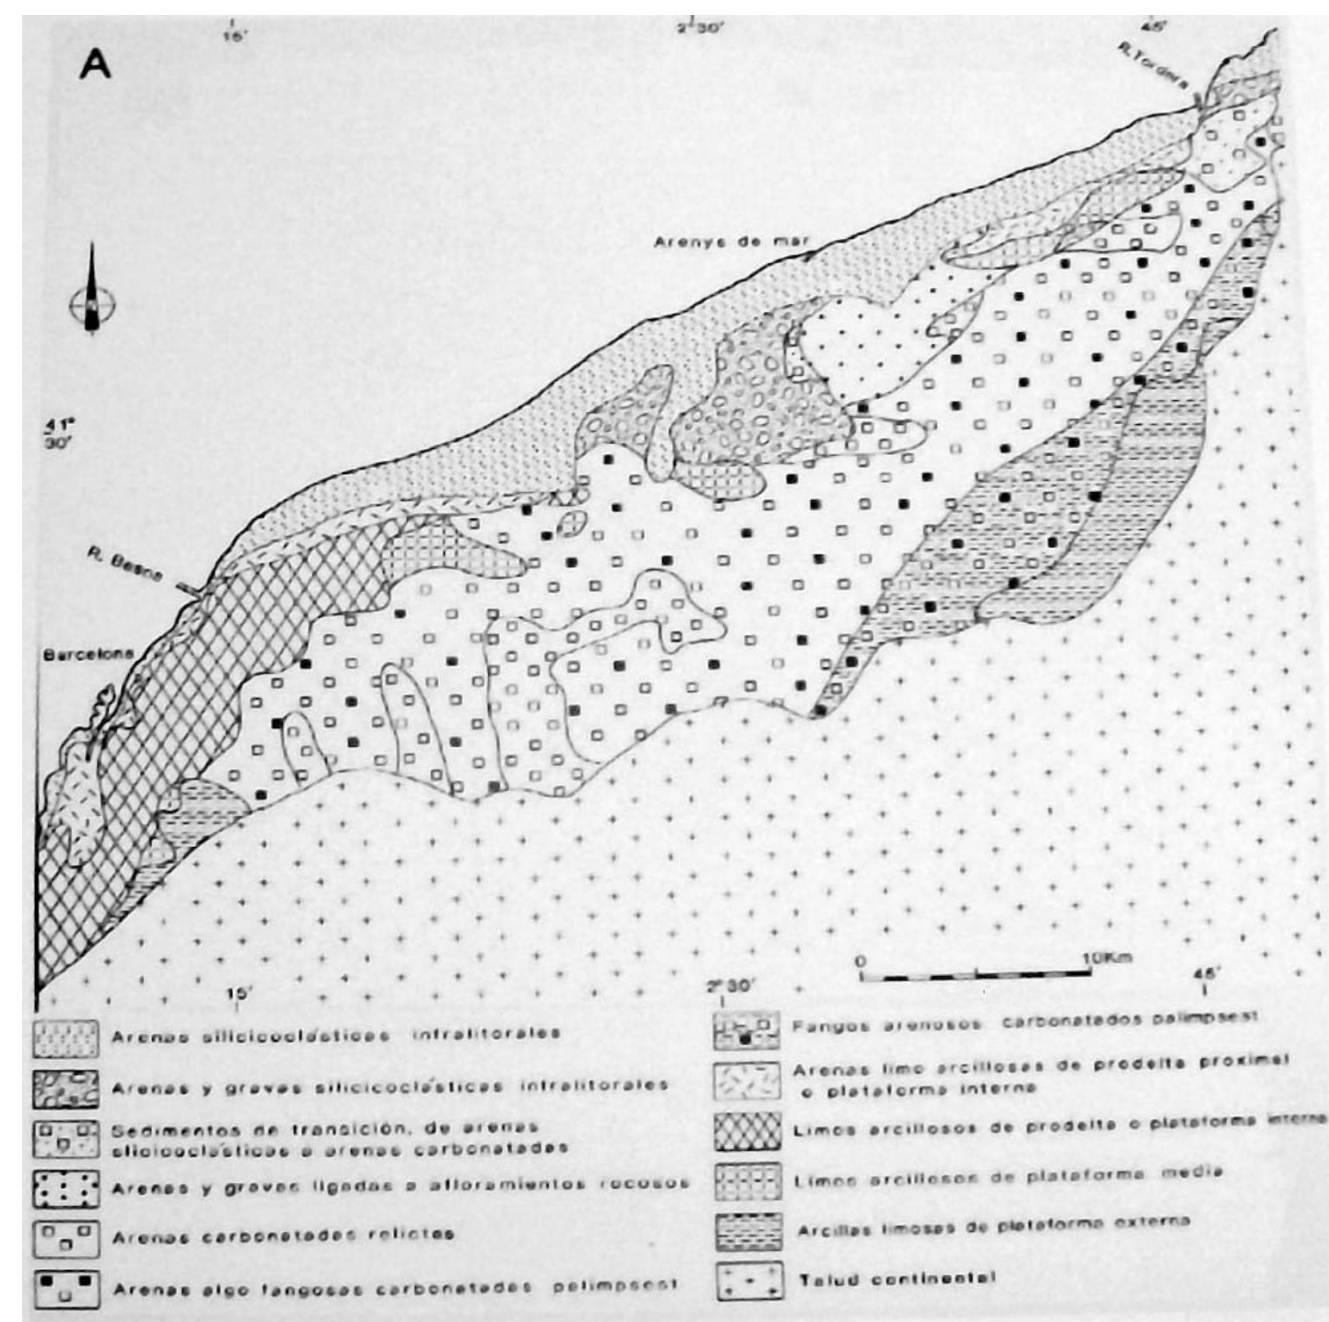 A
15'
2°30'
45'
R. Tordera
Arenys de mar
41°
30'
R. Besos
Barcelona
0
10Km
15'
2°30'
45'
Arenas silicicoclásticas infralitorales
Arenas y gravas silicicoclásticas infralitorales
Sedimentos de transición, de arenas
slicicoclásticas a arenas carbonatadas
Arenas y gravas ligadas a afloramientos rocosos
Arenas carbonatadas relictas
Arenas algo fangosas carbonatadas palimpsest
Fangos arenosos carbonatados palimpsest
Arenas limo arcillosas de prodelta proximal
o plataforma interna
Limos arcillosos de prodelta o plataforma interna
Limos arcillosos de plataforma media
Arcillas limosas de plataforma externa
Talud continental